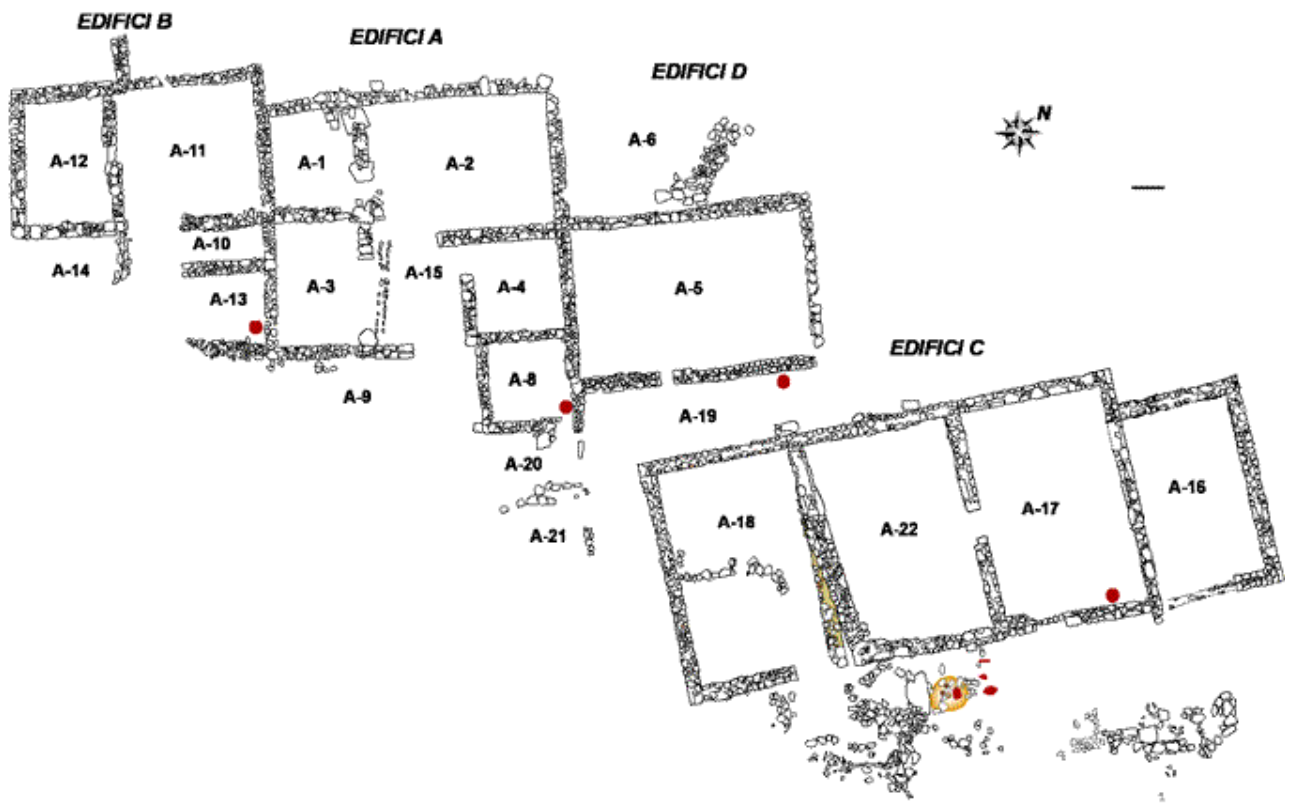 EDIFICI B
EDIFICI A
EDIFICI D
N
A-6
A-12
A-11
A-1
A-2
A-10
A-14
A-15
A-13
A-3
A-4
A-5
EDIFICI C
A-8
A-9
A-19
A-20
A-16
A-18
A-17
A-22
A-21